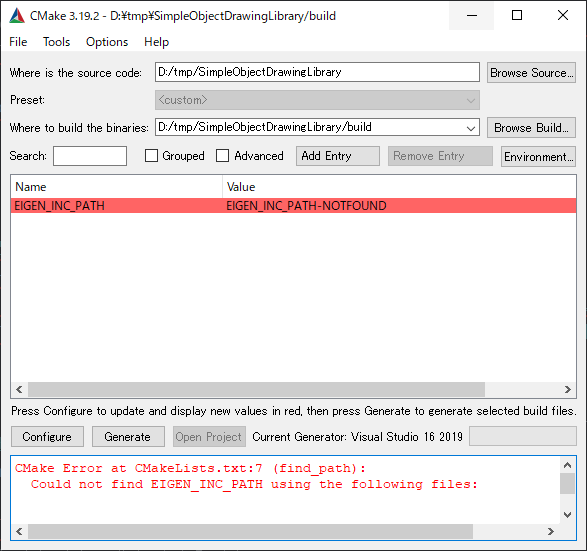 CMake 3.19.2 - D:¥tmp¥SimpleObjectDrawingLibrary/build
File Tools Options Help
Where is the source code: D:/tmp/SimpleObjectDrawingLibrary Browse Source...
Preset: <custom>
Where to build the binaries: D:/tmp/SimpleObjectDrawingLibrary/build Browse Build...
Search: Grouped Advanced Add Entry Remove Entry Environment...
Name Value
EIGEN_INC_PATH EIGEN_INC_PATH-NOTFOUND
Press Configure to update and display new values in red, then press Generate to generate selected build files.
Configure Generate Open Project Current Generator: Visual Studio 16 2019
CMake Error at CMakeLists.txt:7 (find_path):
Could not find EIGEN_INC_PATH using the following files: